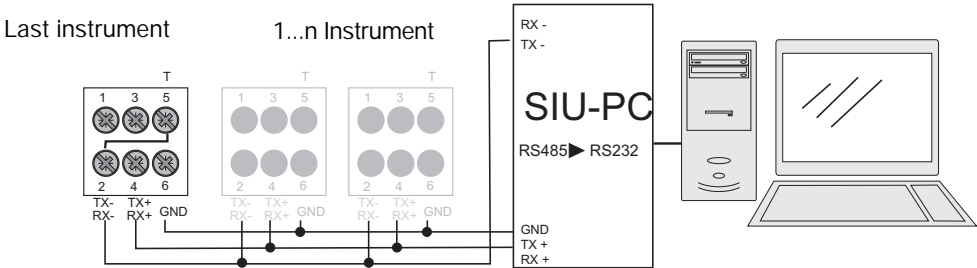 Last instrument
1...n Instrument
T
1 3 5
2 4 6
TX- TX+
RX- RX+ GND
T
1 3 5
2 4 6
TX- TX+
RX- RX+ GND
T
1 3 5
2 4 6
TX- TX+
RX- RX+ GND
RX -
TX -
SIU-PC
RS485▶ RS232
GND
TX +
RX +